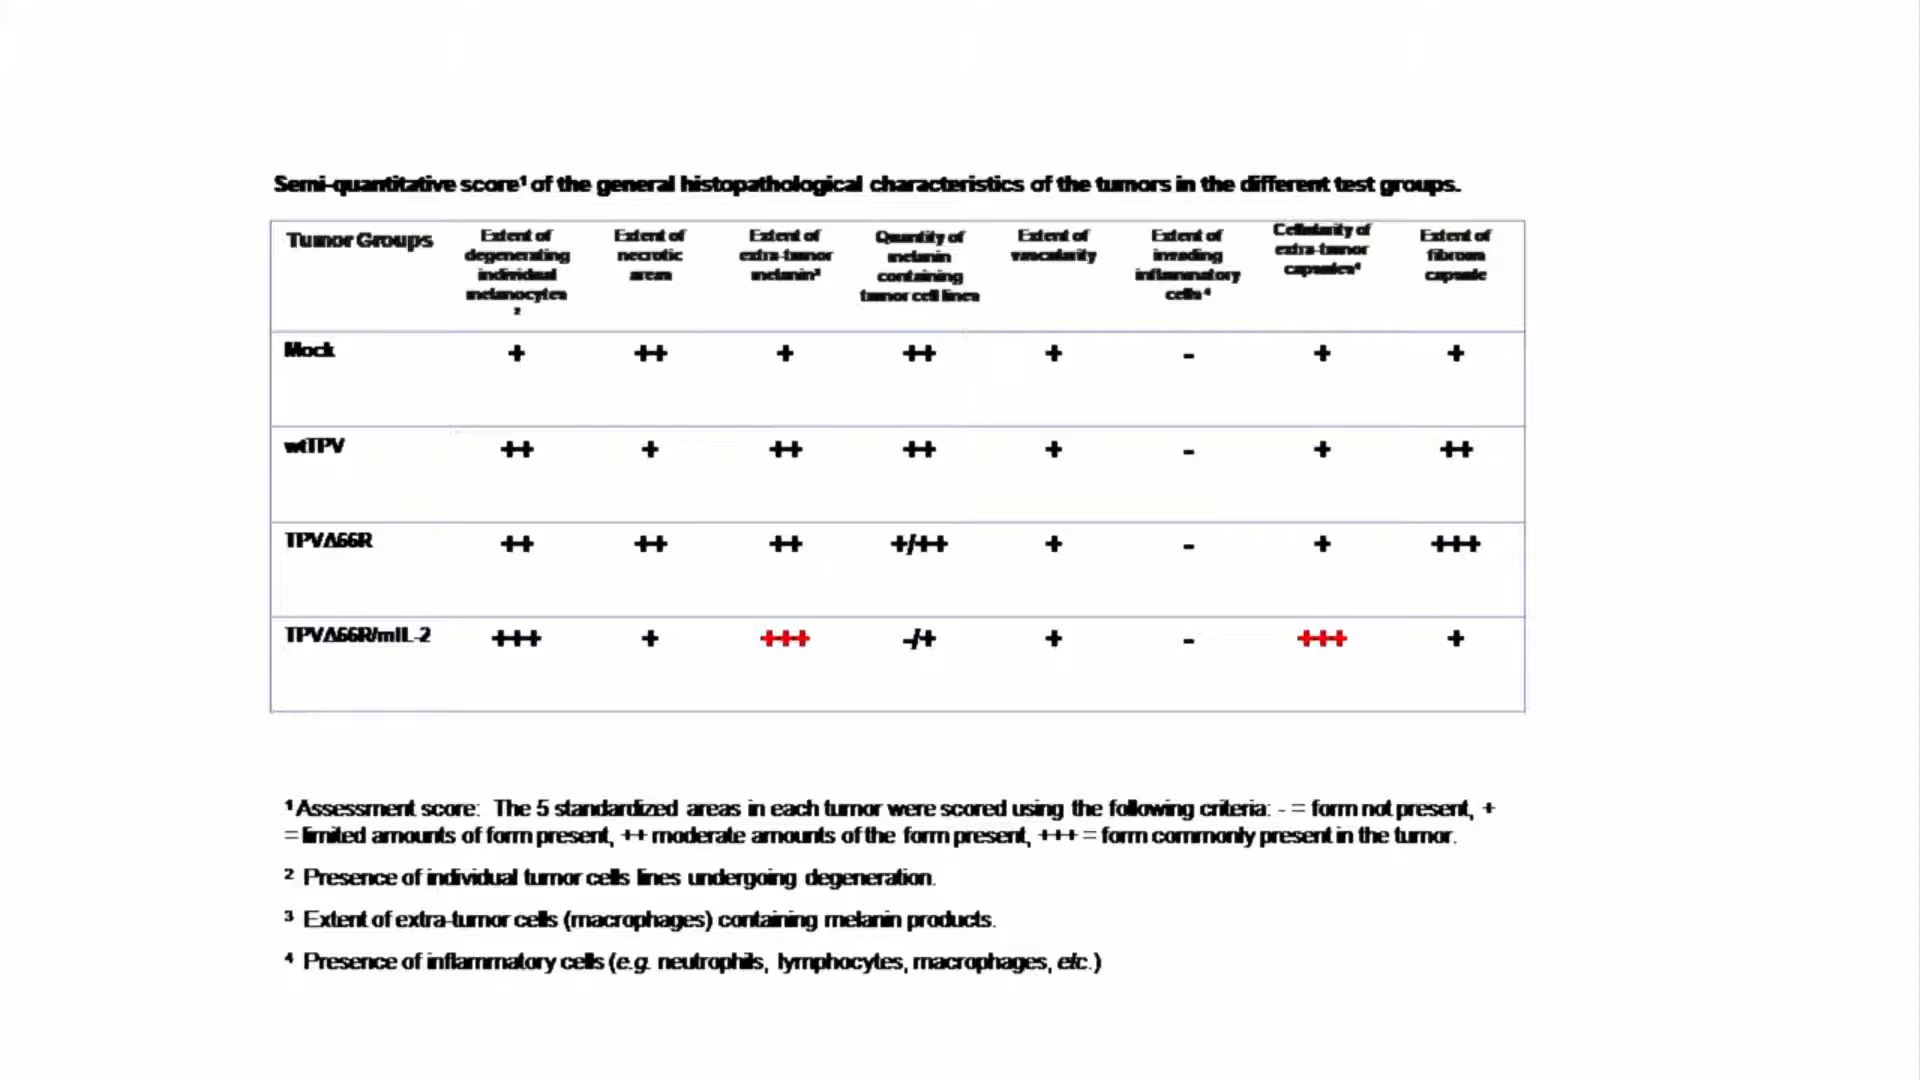 Semi-quantitative score¹ of the general histopathological characteristics of the tumors in the different test groups.
Tumor Groups
Extent of
degenerating
individual
melanocytes
²
Extent of
necrotic
areas
Extent of
extra-tumor
melanin³
Quantity of
melanin
containing
tumor cell lines
Extent of
vascularity
Extent of
invading
inflammatory
cells⁴
Cellularity of
extra-tumor
capsules⁴
Extent of
fibrous
capsule
Mock + ++ + ++ + - + +
wtTPV ++ + ++ ++ + - + ++
TPVΔ66R ++ ++ ++ +/++ + - + +++
TPVΔ66R/mIL-2 +++ + +++ -/+ + - +++ +
¹ Assessment score: The 5 standardized areas in each tumor were scored using the following criteria: - = form not present, +
= limited amounts of form present, ++ moderate amounts of the form present, +++ = form commonly present in the tumor.
² Presence of individual tumor cells lines undergoing degeneration.
³ Extent of extra-tumor cells (macrophages) containing melanin products.
⁴ Presence of inflammatory cells (e.g. neutrophils, lymphocytes, macrophages, etc.)